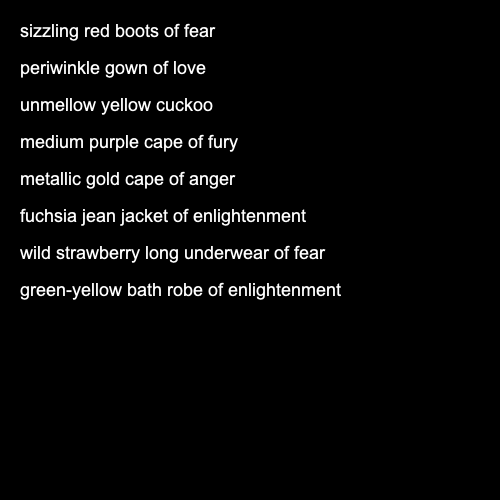 sizzling red boots of fear
periwinkle gown of love
unmellow yellow cuckoo
medium purple cape of fury
metallic gold cape of anger
fuchsia jean jacket of enlightenment
wild strawberry long underwear of fear
green-yellow bath robe of enlightenment